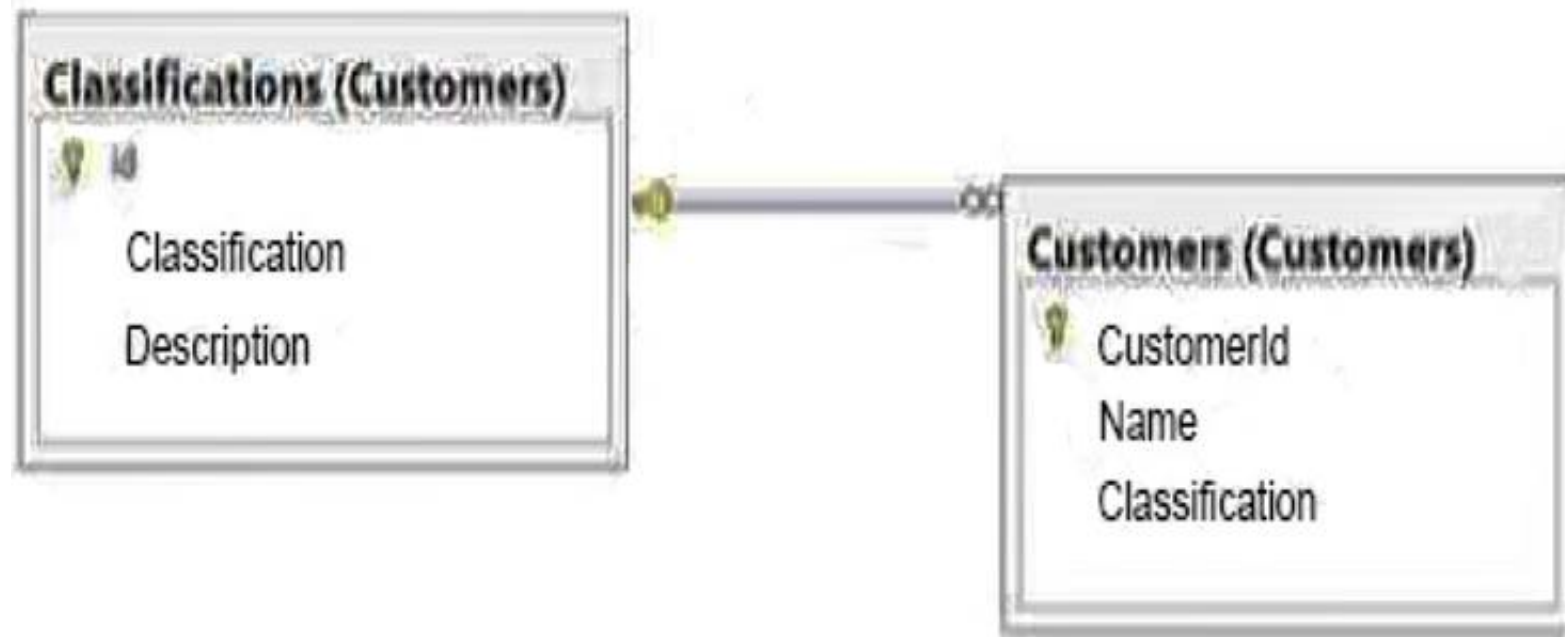 Classifications (Customers)
Id
Classification
Description
Customers (Customers)
CustomerId
Name
Classification